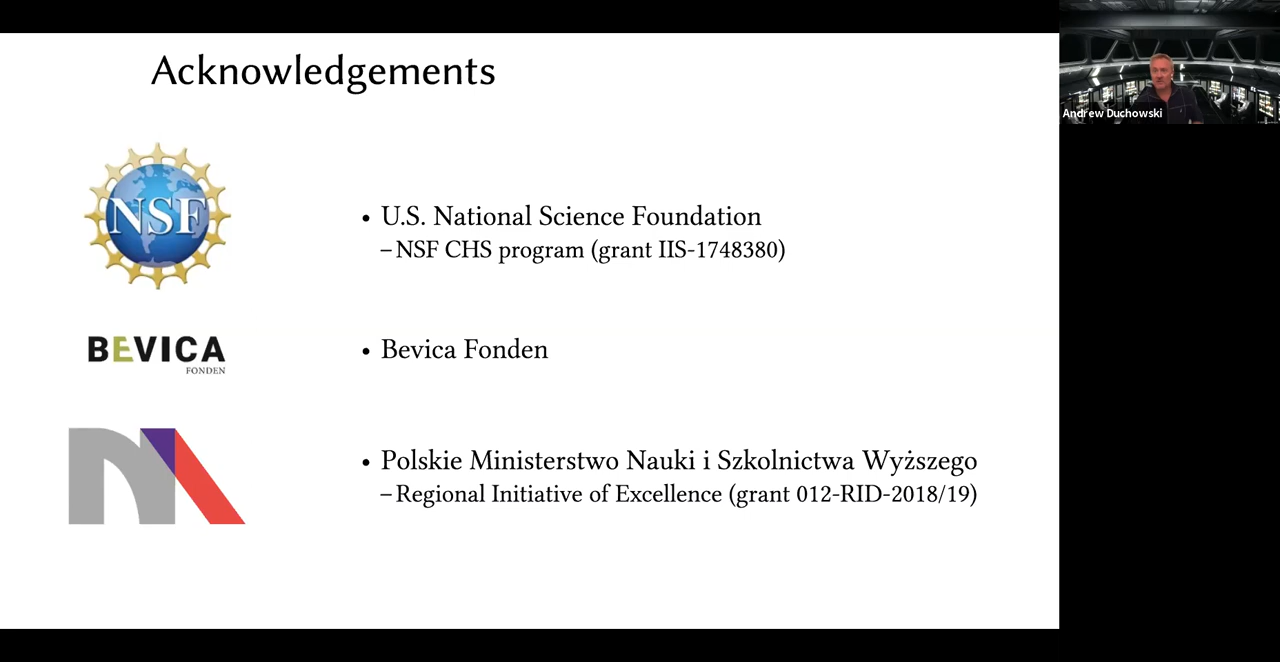 Acknowledgements
NSF
• U.S. National Science Foundation
– NSF CHS program (grant IIS-1748380)
BEVICA
FONDEN
• Bevica Fonden
• Polskie Ministerstwo Nauki i Szkolnictwa Wyższego
– Regional Initiative of Excellence (grant 012-RID-2018/19)
Andrew Duchowski